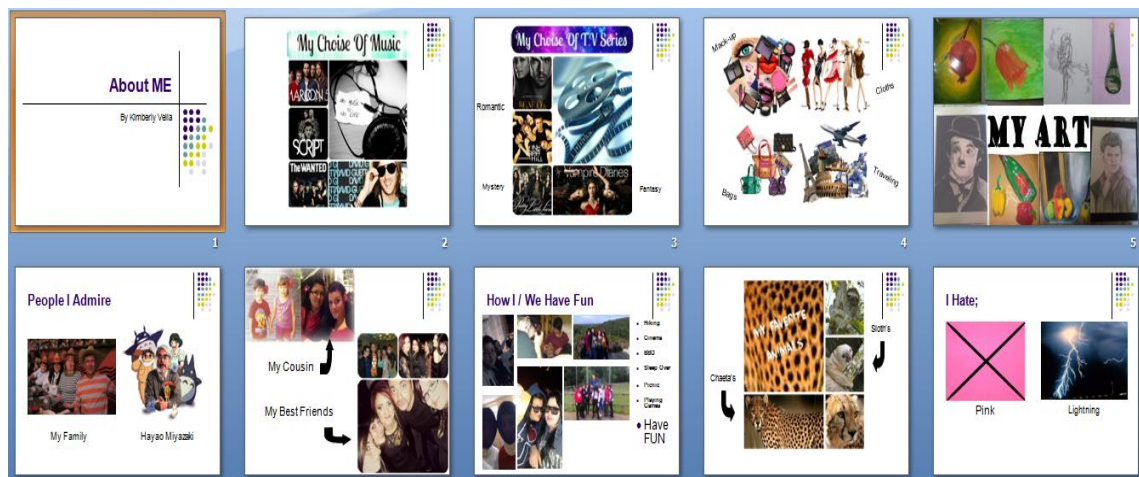 About ME
By Kimberly Vella
1
My Choise Of Music
MAROON 5
SCRIPT
The WANTED
2
My Choise Of T.V Series
Romantic
Mystery
Vampire Diaries
Fantasy
3
Mack-up
Cloths
Bags
Traveling
4
MY ART
5
People I Admire
My Family
Hayao Miyazaki
My Cousin
My Best Friends
How I / We Have Fun
Hiking
Cinema
BBQ
Sleep Over
Picnic
Playing Games
Have FUN
MY FAVORITE
ANIMALS
Sloth's
Chaeta's
I Hate;
Pink
Lightning